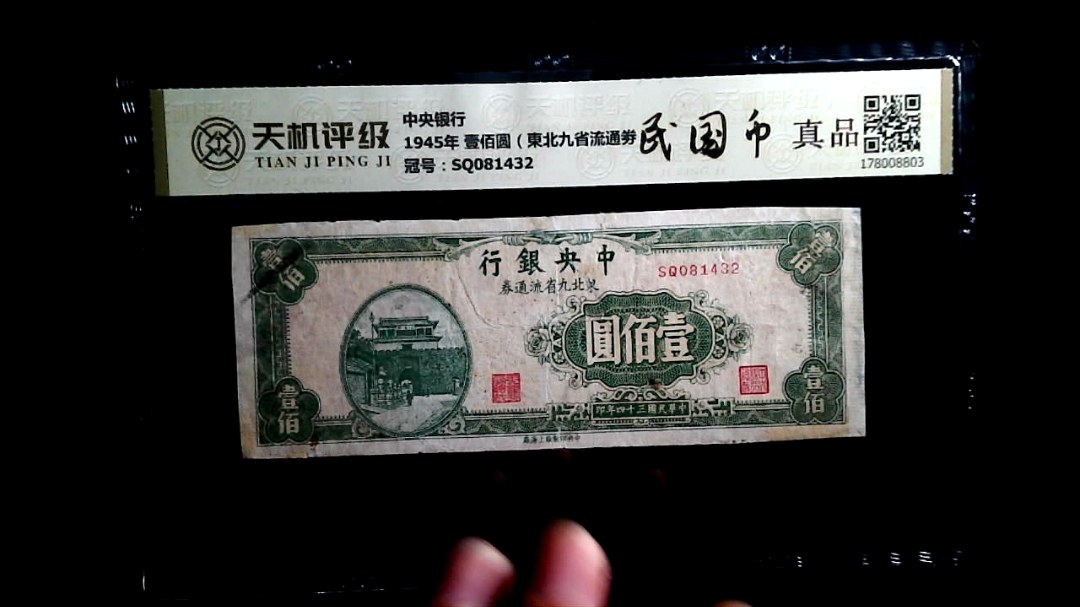 天机评级
TIAN JI PING JI
中央银行
1945年 壹佰圆（東北九省流通券
冠号：SQ081432
民国币
真品
178008803
行銀央中
SQ081432
券通流省九北東
壹佰
壹佰
圓佰壹
壹佰
壹佰
印年四十三國民華中